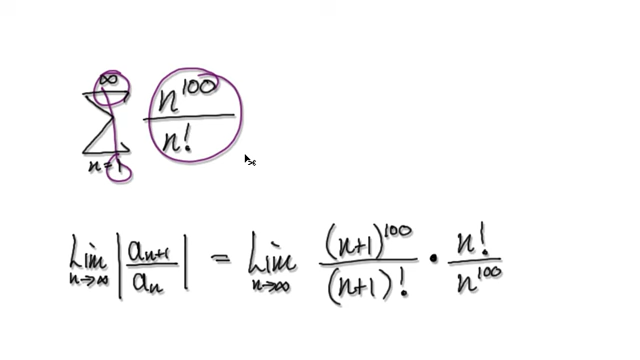 ∞
∑ n^100 / n!
n=1
Lim n→∞ | a_{n+1} / a_n | = Lim n→∞ (n+1)^100 / (n+1)! • n! / n^100